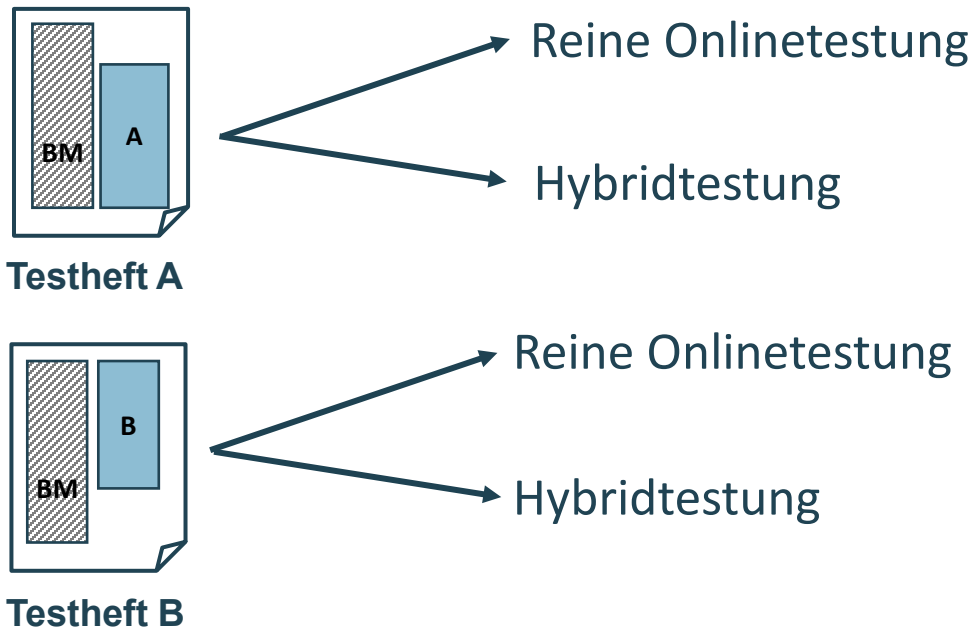 Reine Onlinetestung
BM
A
Hybridtestung
Testheft A
Reine Onlinetestung
B
BM
Hybridtestung
Testheft B